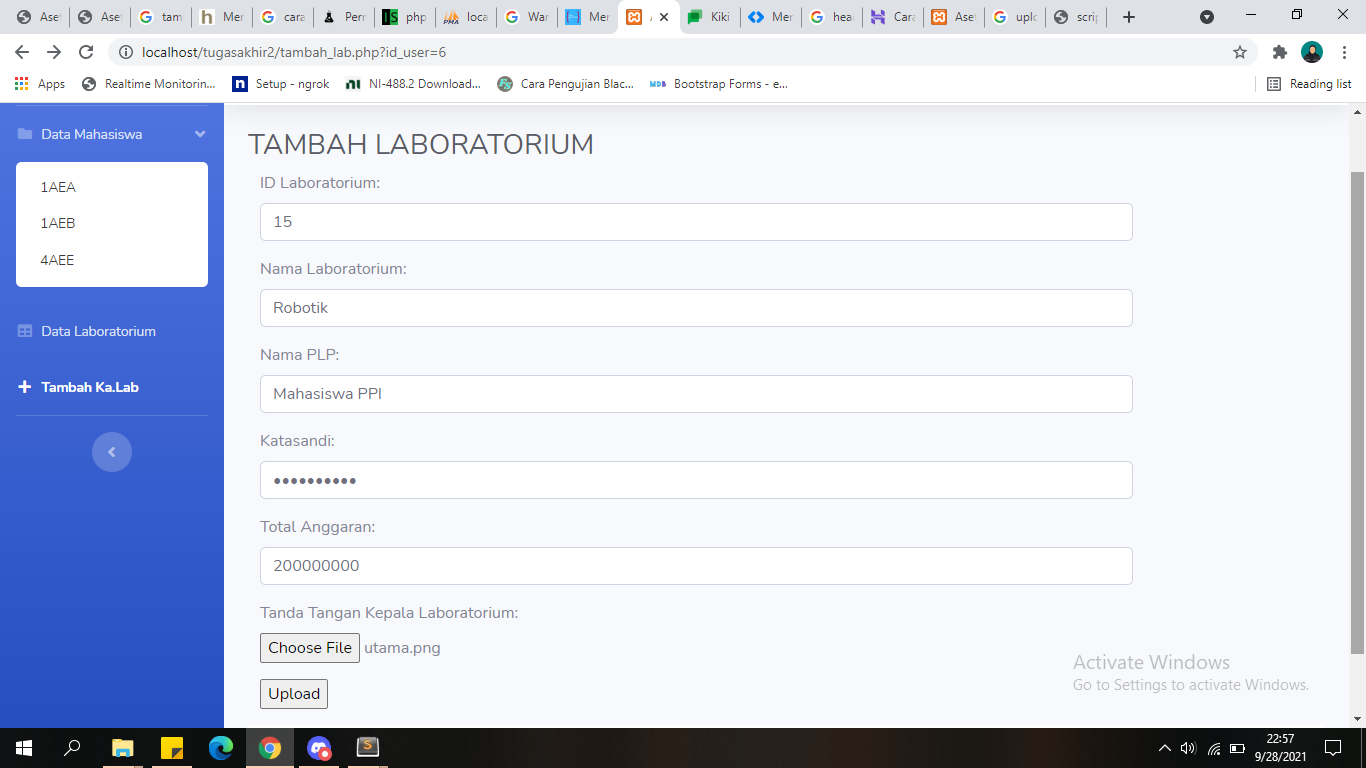 Aset
Aset
tam
Mer
cara
Perr
php
loca
War
Mer
Kiki
Mer
hea
Cara
Aset
uplo
scrip
localhost/tugasakhir2/tambah_lab.php?id_user=6
Apps
Realtime Monitorin...
Setup - ngrok
NI-488.2 Download...
Cara Pengujian Blac...
Bootstrap Forms - e...
Reading list
Data Mahasiswa
1AEA
1AEB
4AEE
Data Laboratorium
Tambah Ka.Lab
TAMBAH LABORATORIUM
ID Laboratorium:
15
Nama Laboratorium:
Robotik
Nama PLP:
Mahasiswa PPI
Katasandi:
••••••••••
Total Anggaran:
200000000
Tanda Tangan Kepala Laboratorium:
Choose File utama.png
Upload
Activate Windows
Go to Settings to activate Windows.
22:57
9/28/2021